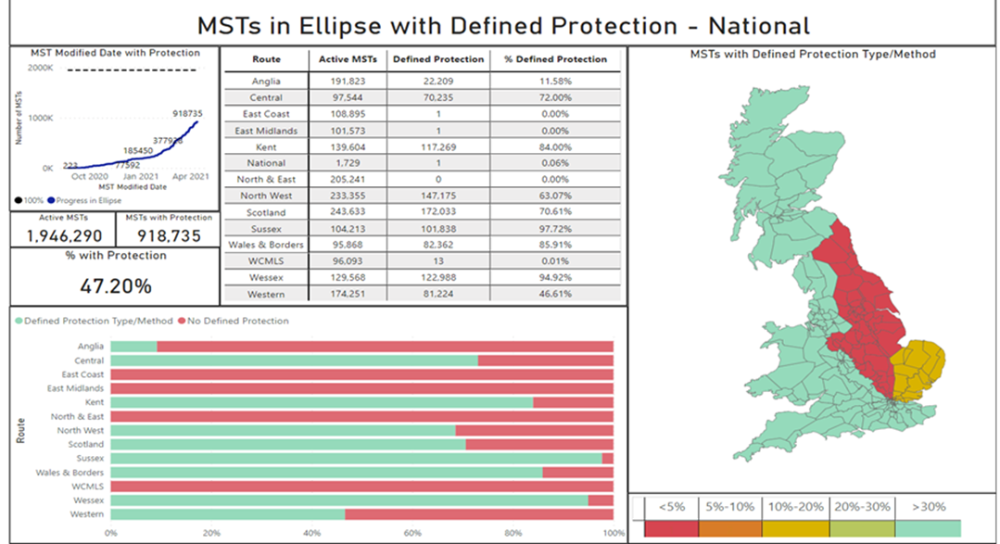 MSTs in Ellipse with Defined Protection - National
MST Modified Date with Protection
2000K
1000K
0K
Number of MSTs
918735
377928
185450
77592
223
Oct 2020 Jan 2021 Apr 2021
MST Modified Date
100% Progress in Ellipse
Active MSTs
1,946,290
MSTs with Protection
918,735
% with Protection
47.20%
Route Active MSTs Defined Protection % Defined Protection
Anglia 191,823 22,209 11.58%
Central 97,544 70,235 72.00%
East Coast 108,895 1 0.00%
East Midlands 101,573 1 0.00%
Kent 139,604 117,269 84.00%
National 1,729 1 0.06%
North & East 205,241 0 0.00%
North West 233,355 147,175 63.07%
Scotland 243,633 172,033 70.61%
Sussex 104,213 101,838 97.72%
Wales & Borders 95,868 82,362 85.91%
WCMLS 96,093 13 0.01%
Wessex 129,568 122,988 94.92%
Western 174,251 81,224 46.61%
Defined Protection Type/Method No Defined Protection
Route
Anglia
Central
East Coast
East Midlands
Kent
North & East
North West
Scotland
Sussex
Wales & Borders
WCMLS
Wessex
Western
0% 20% 40% 60% 80% 100%
MSTs with Defined Protection Type/Method
<5% 5%-10% 10%-20% 20%-30% >30%